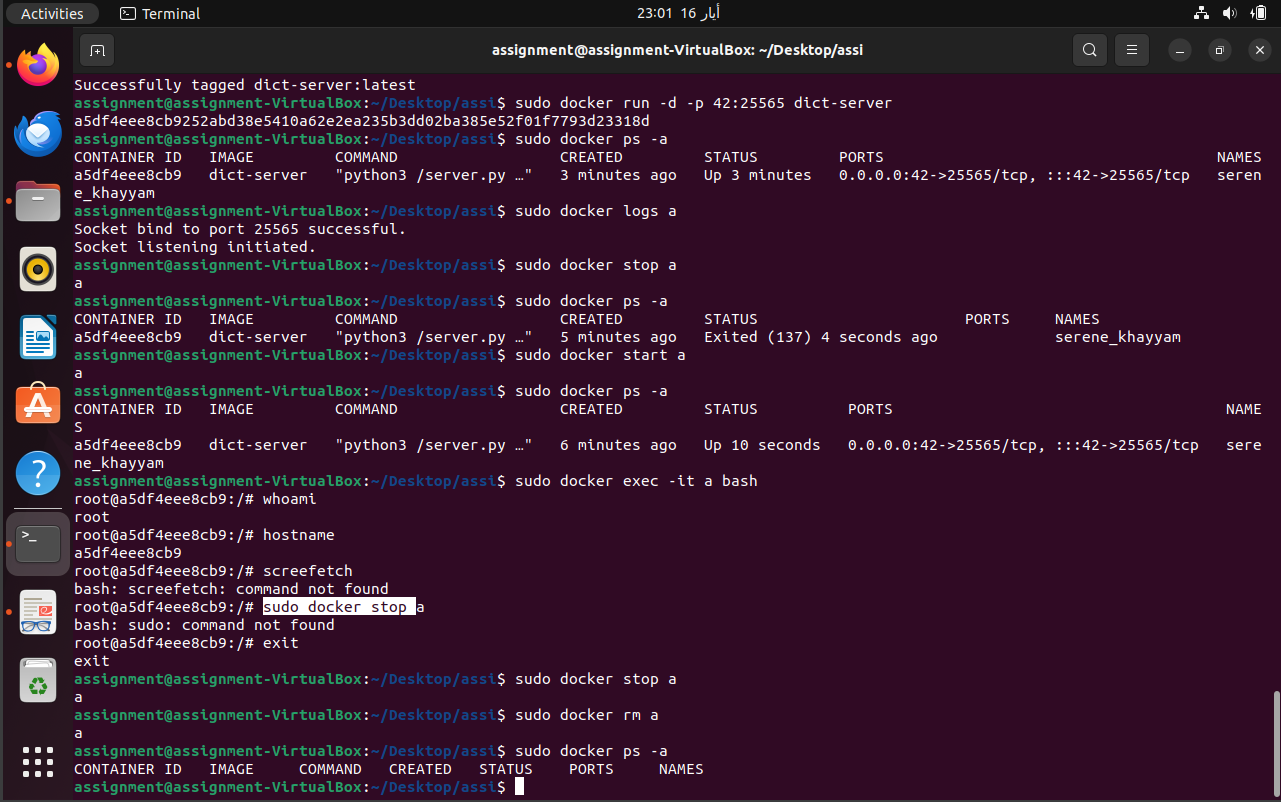 Activities Terminal 23:01 16 أيار
assignment@assignment-VirtualBox: ~/Desktop/assi
Successfully tagged dict-server:latest
assignment@assignment-VirtualBox:~/Desktop/assi$ sudo docker run -d -p 42:25565 dict-server
a5df4eee8cb9252abd38e5410a62e2ea235b3dd02ba385e52f01f7793d23318d
assignment@assignment-VirtualBox:~/Desktop/assi$ sudo docker ps -a
CONTAINER ID   IMAGE         COMMAND                  CREATED         STATUS         PORTS                                     NAMES
a5df4eee8cb9   dict-server   "python3 /server.py …"   3 minutes ago   Up 3 minutes   0.0.0.0:42->25565/tcp, :::42->25565/tcp   seren
e_khayyam
assignment@assignment-VirtualBox:~/Desktop/assi$ sudo docker logs a
Socket bind to port 25565 successful.
Socket listening initiated.
assignment@assignment-VirtualBox:~/Desktop/assi$ sudo docker stop a
a
assignment@assignment-VirtualBox:~/Desktop/assi$ sudo docker ps -a
CONTAINER ID   IMAGE         COMMAND                  CREATED         STATUS                       PORTS     NAMES
a5df4eee8cb9   dict-server   "python3 /server.py …"   5 minutes ago   Exited (137) 4 seconds ago             serene_khayyam
assignment@assignment-VirtualBox:~/Desktop/assi$ sudo docker start a
a
assignment@assignment-VirtualBox:~/Desktop/assi$ sudo docker ps -a
CONTAINER ID   IMAGE         COMMAND                  CREATED         STATUS          PORTS                                     NAME
S
a5df4eee8cb9   dict-server   "python3 /server.py …"   6 minutes ago   Up 10 seconds   0.0.0.0:42->25565/tcp, :::42->25565/tcp   sere
ne_khayyam
assignment@assignment-VirtualBox:~/Desktop/assi$ sudo docker exec -it a bash
root@a5df4eee8cb9:/# whoami
root
root@a5df4eee8cb9:/# hostname
a5df4eee8cb9
root@a5df4eee8cb9:/# screefetch
bash: screefetch: command not found
root@a5df4eee8cb9:/# sudo docker stop a
bash: sudo: command not found
root@a5df4eee8cb9:/# exit
exit
assignment@assignment-VirtualBox:~/Desktop/assi$ sudo docker stop a
a
assignment@assignment-VirtualBox:~/Desktop/assi$ sudo docker rm a
a
assignment@assignment-VirtualBox:~/Desktop/assi$ sudo docker ps -a
CONTAINER ID   IMAGE     COMMAND   CREATED   STATUS    PORTS     NAMES
assignment@assignment-VirtualBox:~/Desktop/assi$